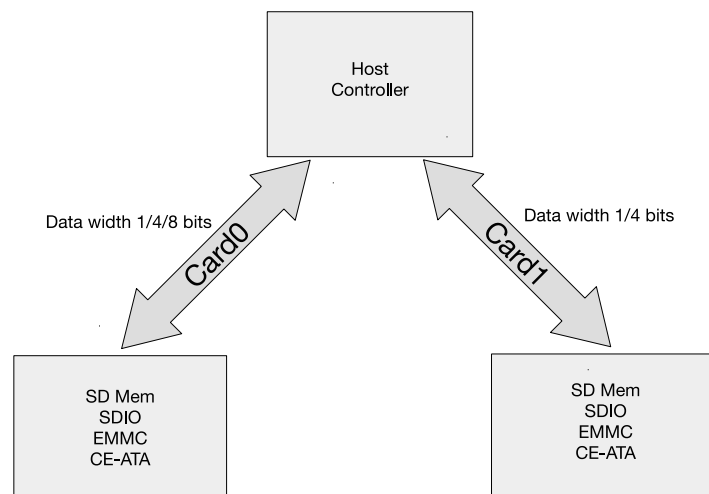 Host
Controller
Data width 1/4/8 bits
Card0
Card1
Data width 1/4 bits
SD Mem
SDIO
EMMC
CE-ATA
SD Mem
SDIO
EMMC
CE-ATA